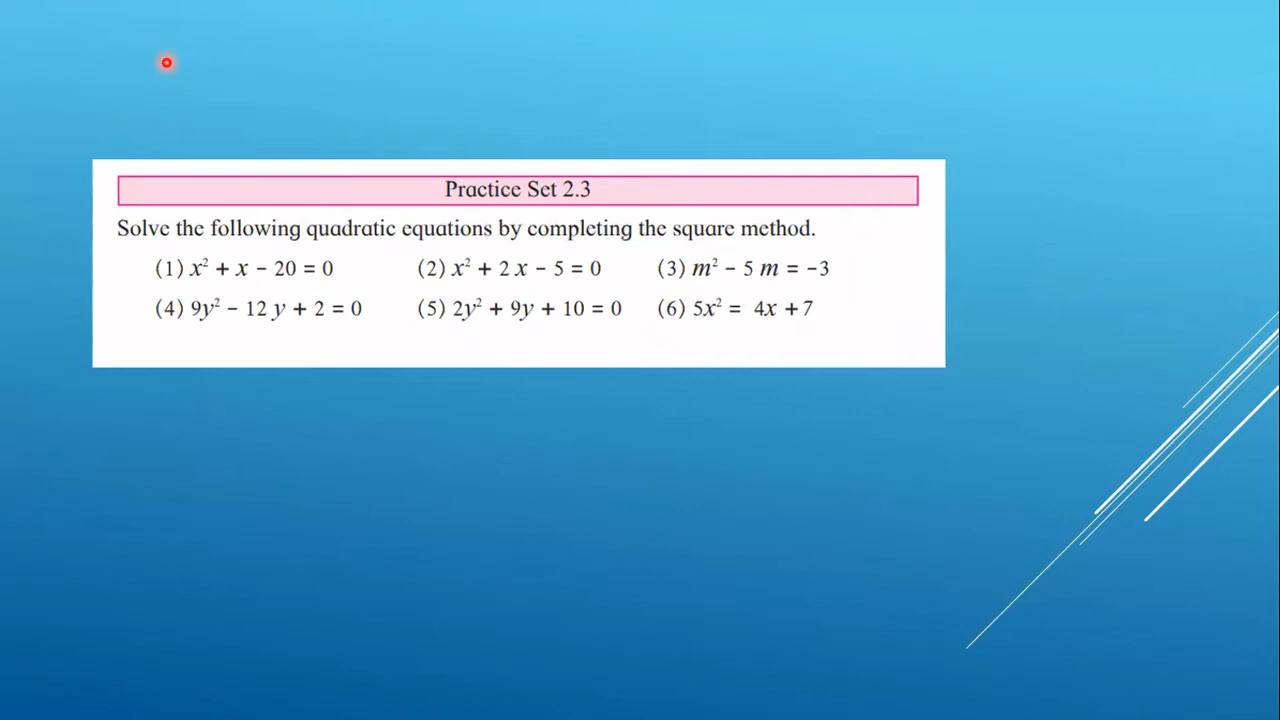 Practice Set 2.3
Solve the following quadratic equations by completing the square method.
(1) x² + x − 20 = 0 (2) x² + 2 x − 5 = 0 (3) m² − 5 m = −3
(4) 9y² − 12 y + 2 = 0 (5) 2y² + 9y + 10 = 0 (6) 5x² = 4x + 7